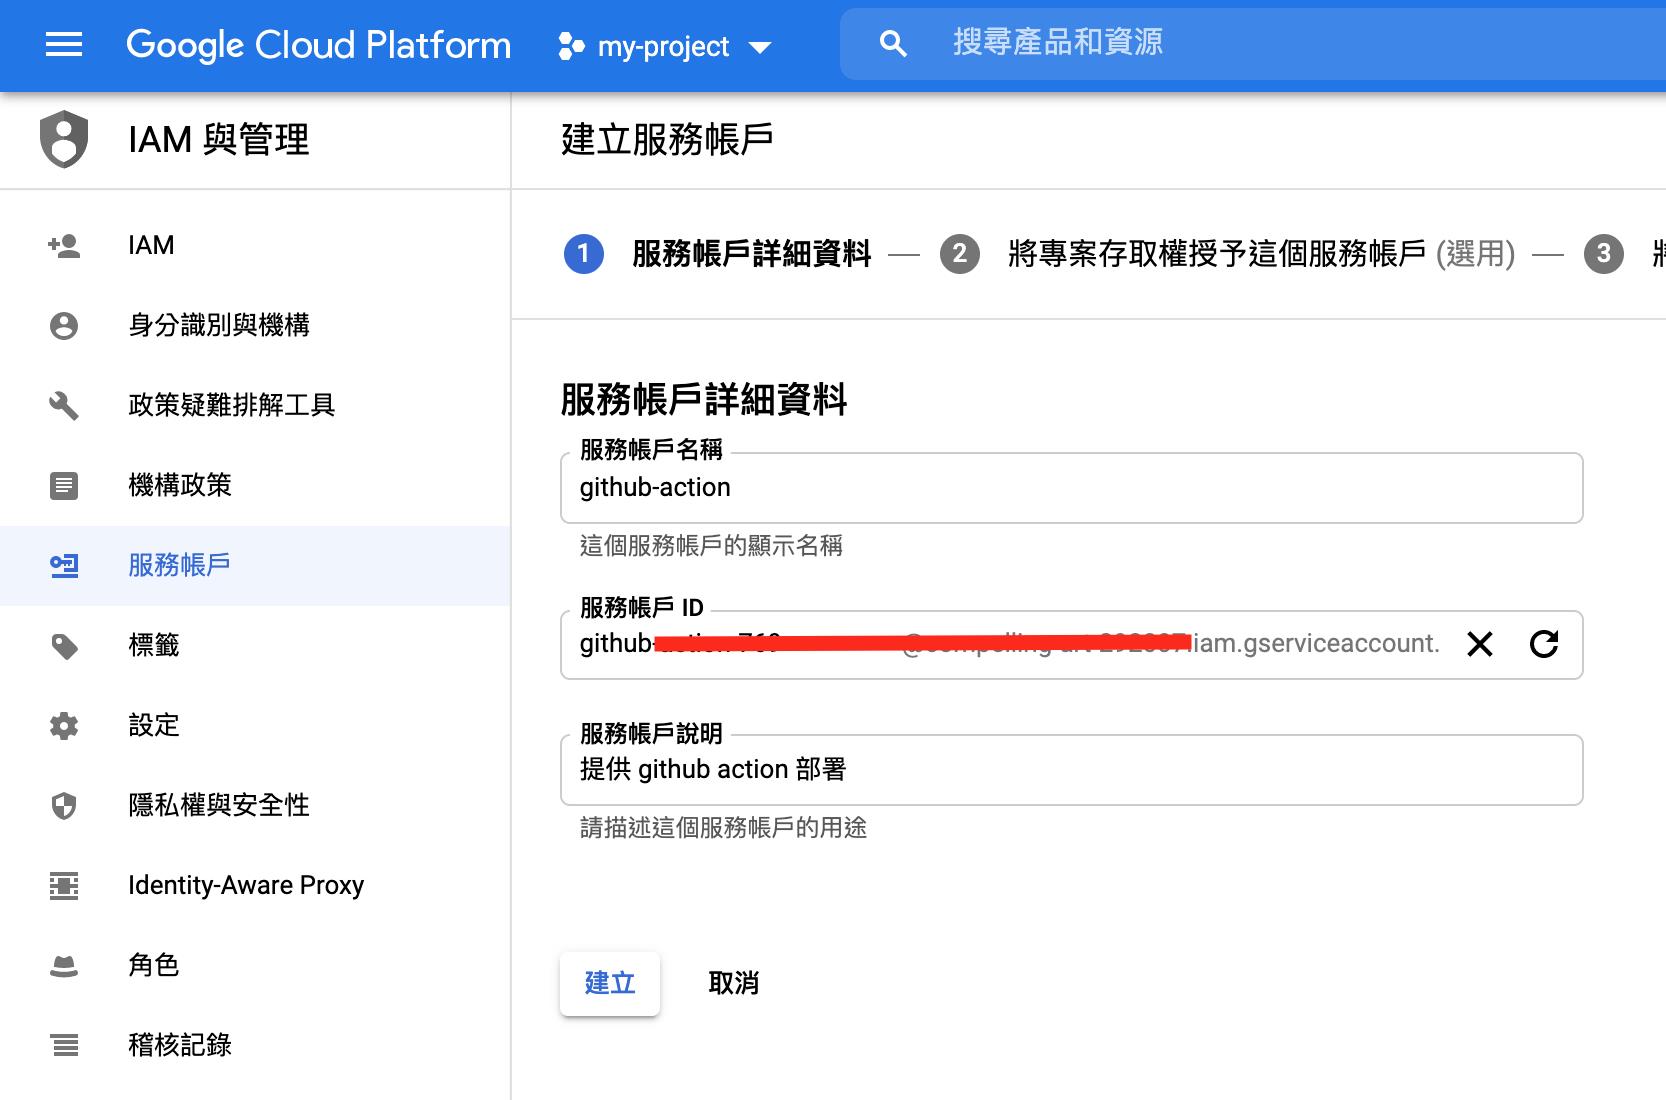 Google Cloud Platform
my-project
搜尋產品和資源
IAM 與管理
建立服務帳戶
1 服務帳戶詳細資料 — 2 將專案存取權授予這個服務帳戶 (選用) — 3
IAM
身分識別與機構
政策疑難排解工具
機構政策
服務帳戶
標籤
設定
隱私權與安全性
Identity-Aware Proxy
角色
稽核記錄
服務帳戶詳細資料
服務帳戶名稱
github-action
這個服務帳戶的顯示名稱
服務帳戶 ID
github- iam.gserviceaccount.
服務帳戶說明
提供 github action 部署
請描述這個服務帳戶的用途
建立 取消